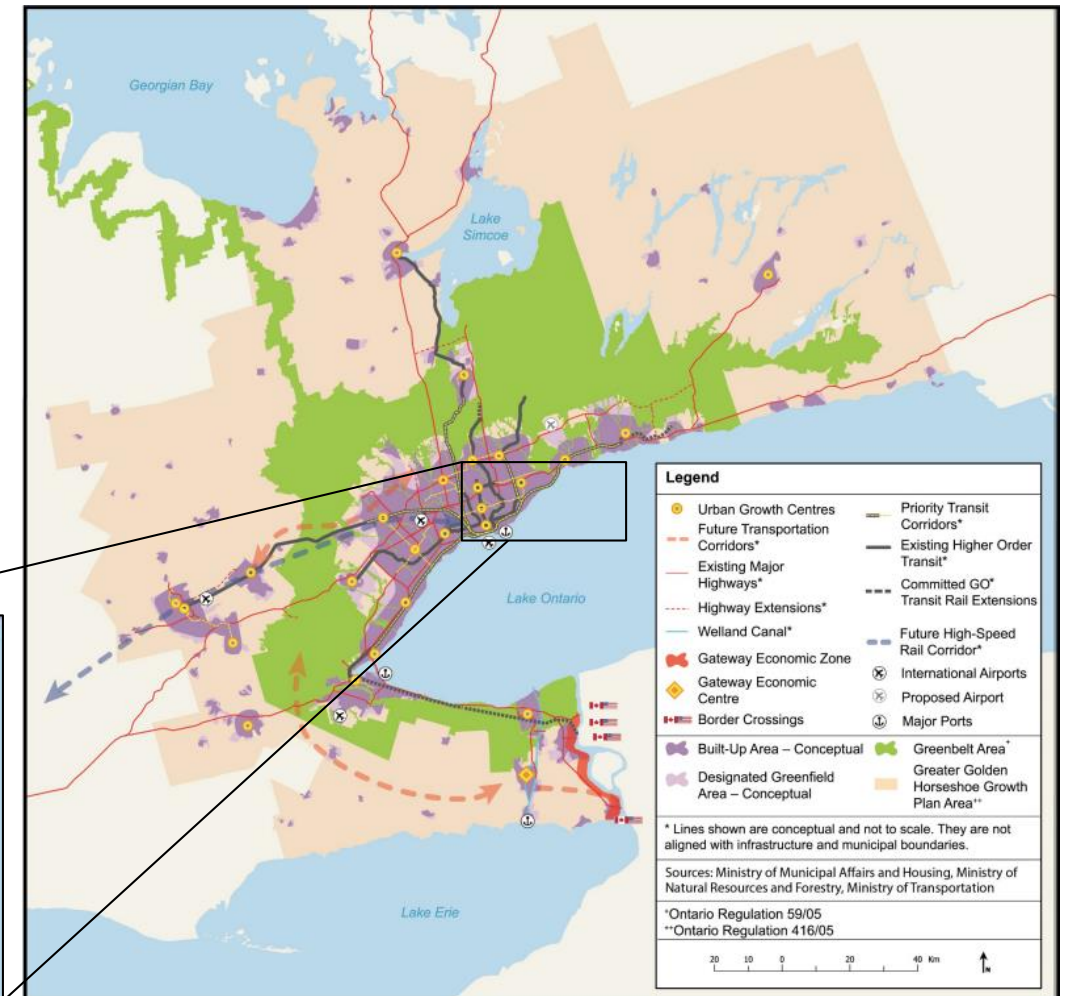 Georgian Bay
Lake
Simcoe
Lake Ontario
Lake Erie
Legend
Urban Growth Centres
Future Transportation
Corridors*
Existing Major
Highways*
Highway Extensions*
Welland Canal*
Gateway Economic Zone
Gateway Economic
Centre
Border Crossings
Priority Transit
Corridors*
Existing Higher Order
Transit*
Committed GO*
Transit Rail Extensions
Future High-Speed
Rail Corridor*
International Airports
Proposed Airport
Major Ports
Built-Up Area – Conceptual
Designated Greenfield
Area – Conceptual
Greenbelt Area+
Greater Golden
Horseshoe Growth
Plan Area++
* Lines shown are conceptual and not to scale. They are not
aligned with infrastructure and municipal boundaries.
Sources: Ministry of Municipal Affairs and Housing, Ministry of
Natural Resources and Forestry, Ministry of Transportation
+Ontario Regulation 59/05
++Ontario Regulation 416/05
20 10 0 20 40 Km
N